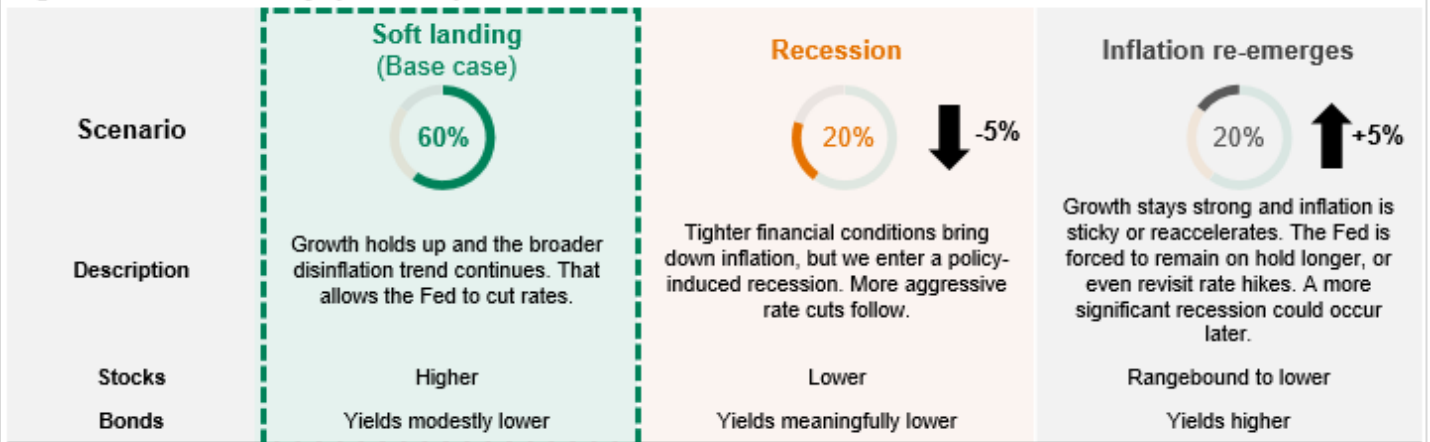 Soft landing
(Base case)
Recession
Inflation re-emerges
Scenario
60%
20%
-5%
20%
+5%
Description
Growth holds up and the broader
disinflation trend continues. That
allows the Fed to cut rates.
Tighter financial conditions bring
down inflation, but we enter a policy-
induced recession. More aggressive
rate cuts follow.
Growth stays strong and inflation is
sticky or reaccelerates. The Fed is
forced to remain on hold longer, or
even revisit rate hikes. A more
significant recession could occur
later.
Stocks
Higher
Lower
Rangebound to lower
Bonds
Yields modestly lower
Yields meaningfully lower
Yields higher